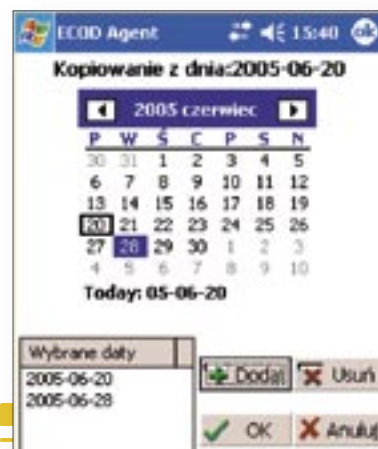 ECOD Agent 15:40 ok
Kopiowanie z dnia:2005-06-20
2005 czerwiec
P W Ś C P S N
30 31 1 2 3 4 5
6 7 8 9 10 11 12
13 14 15 16 17 18 19
20 21 22 23 24 25 26
27 28 29 30 1 2 3
4 5 6 7 8 9 10
Today: 05-06-20
Wybrane daty
2005-06-20
2005-06-28
Dodaj Usuń
OK Anuluj